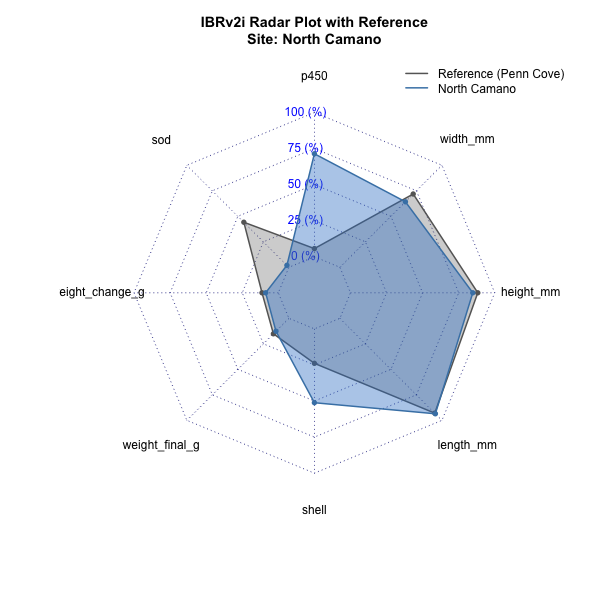 IBRv2i Radar Plot with Reference
Site: North Camano
p450
Reference (Penn Cove)
North Camano
100 (%)
sod
width_mm
75 (%)
50 (%)
25 (%)
0 (%)
eight_change_g
height_mm
weight_final_g
length_mm
shell